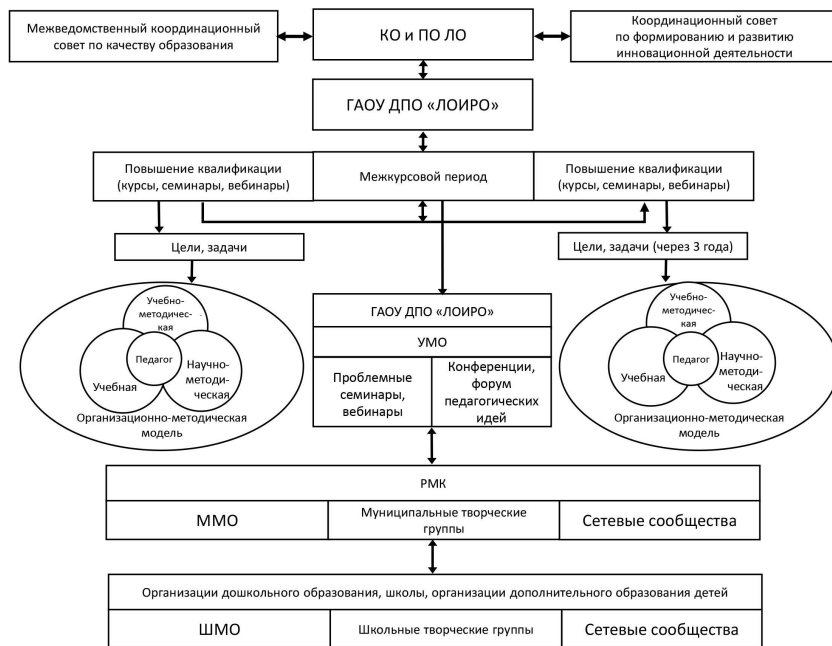 Межведомственный координационный
совет по качеству образования
КО и ПО ЛО
Координационный совет
по формированию и развитию
инновационной деятельности
ГАОУ ДПО «ЛОИРО»
Повышение квалификации
(курсы, семинары, вебинары)
Межкурсовой период
Повышение квалификации
(курсы, семинары, вебинары)
Цели, задачи
Цели, задачи (через 3 года)
Учебно-
методичес-
кая
Педагог
Учебная
Научно-
методи-
ческая
Организационно-методическая
модель
ГАОУ ДПО «ЛОИРО»
УМО
Проблемные
семинары,
вебинары
Конференции,
форум
педагогических
идей
Учебно-
методичес-
кая
Педагог
Учебная
Научно-
методи-
ческая
Организационно-методическая
модель
РМК
ММО
Муниципальные творческие
группы
Сетевые сообщества
Организации дошкольного образования, школы, организации дополнительного образования детей
ШМО
Школьные творческие группы
Сетевые сообщества